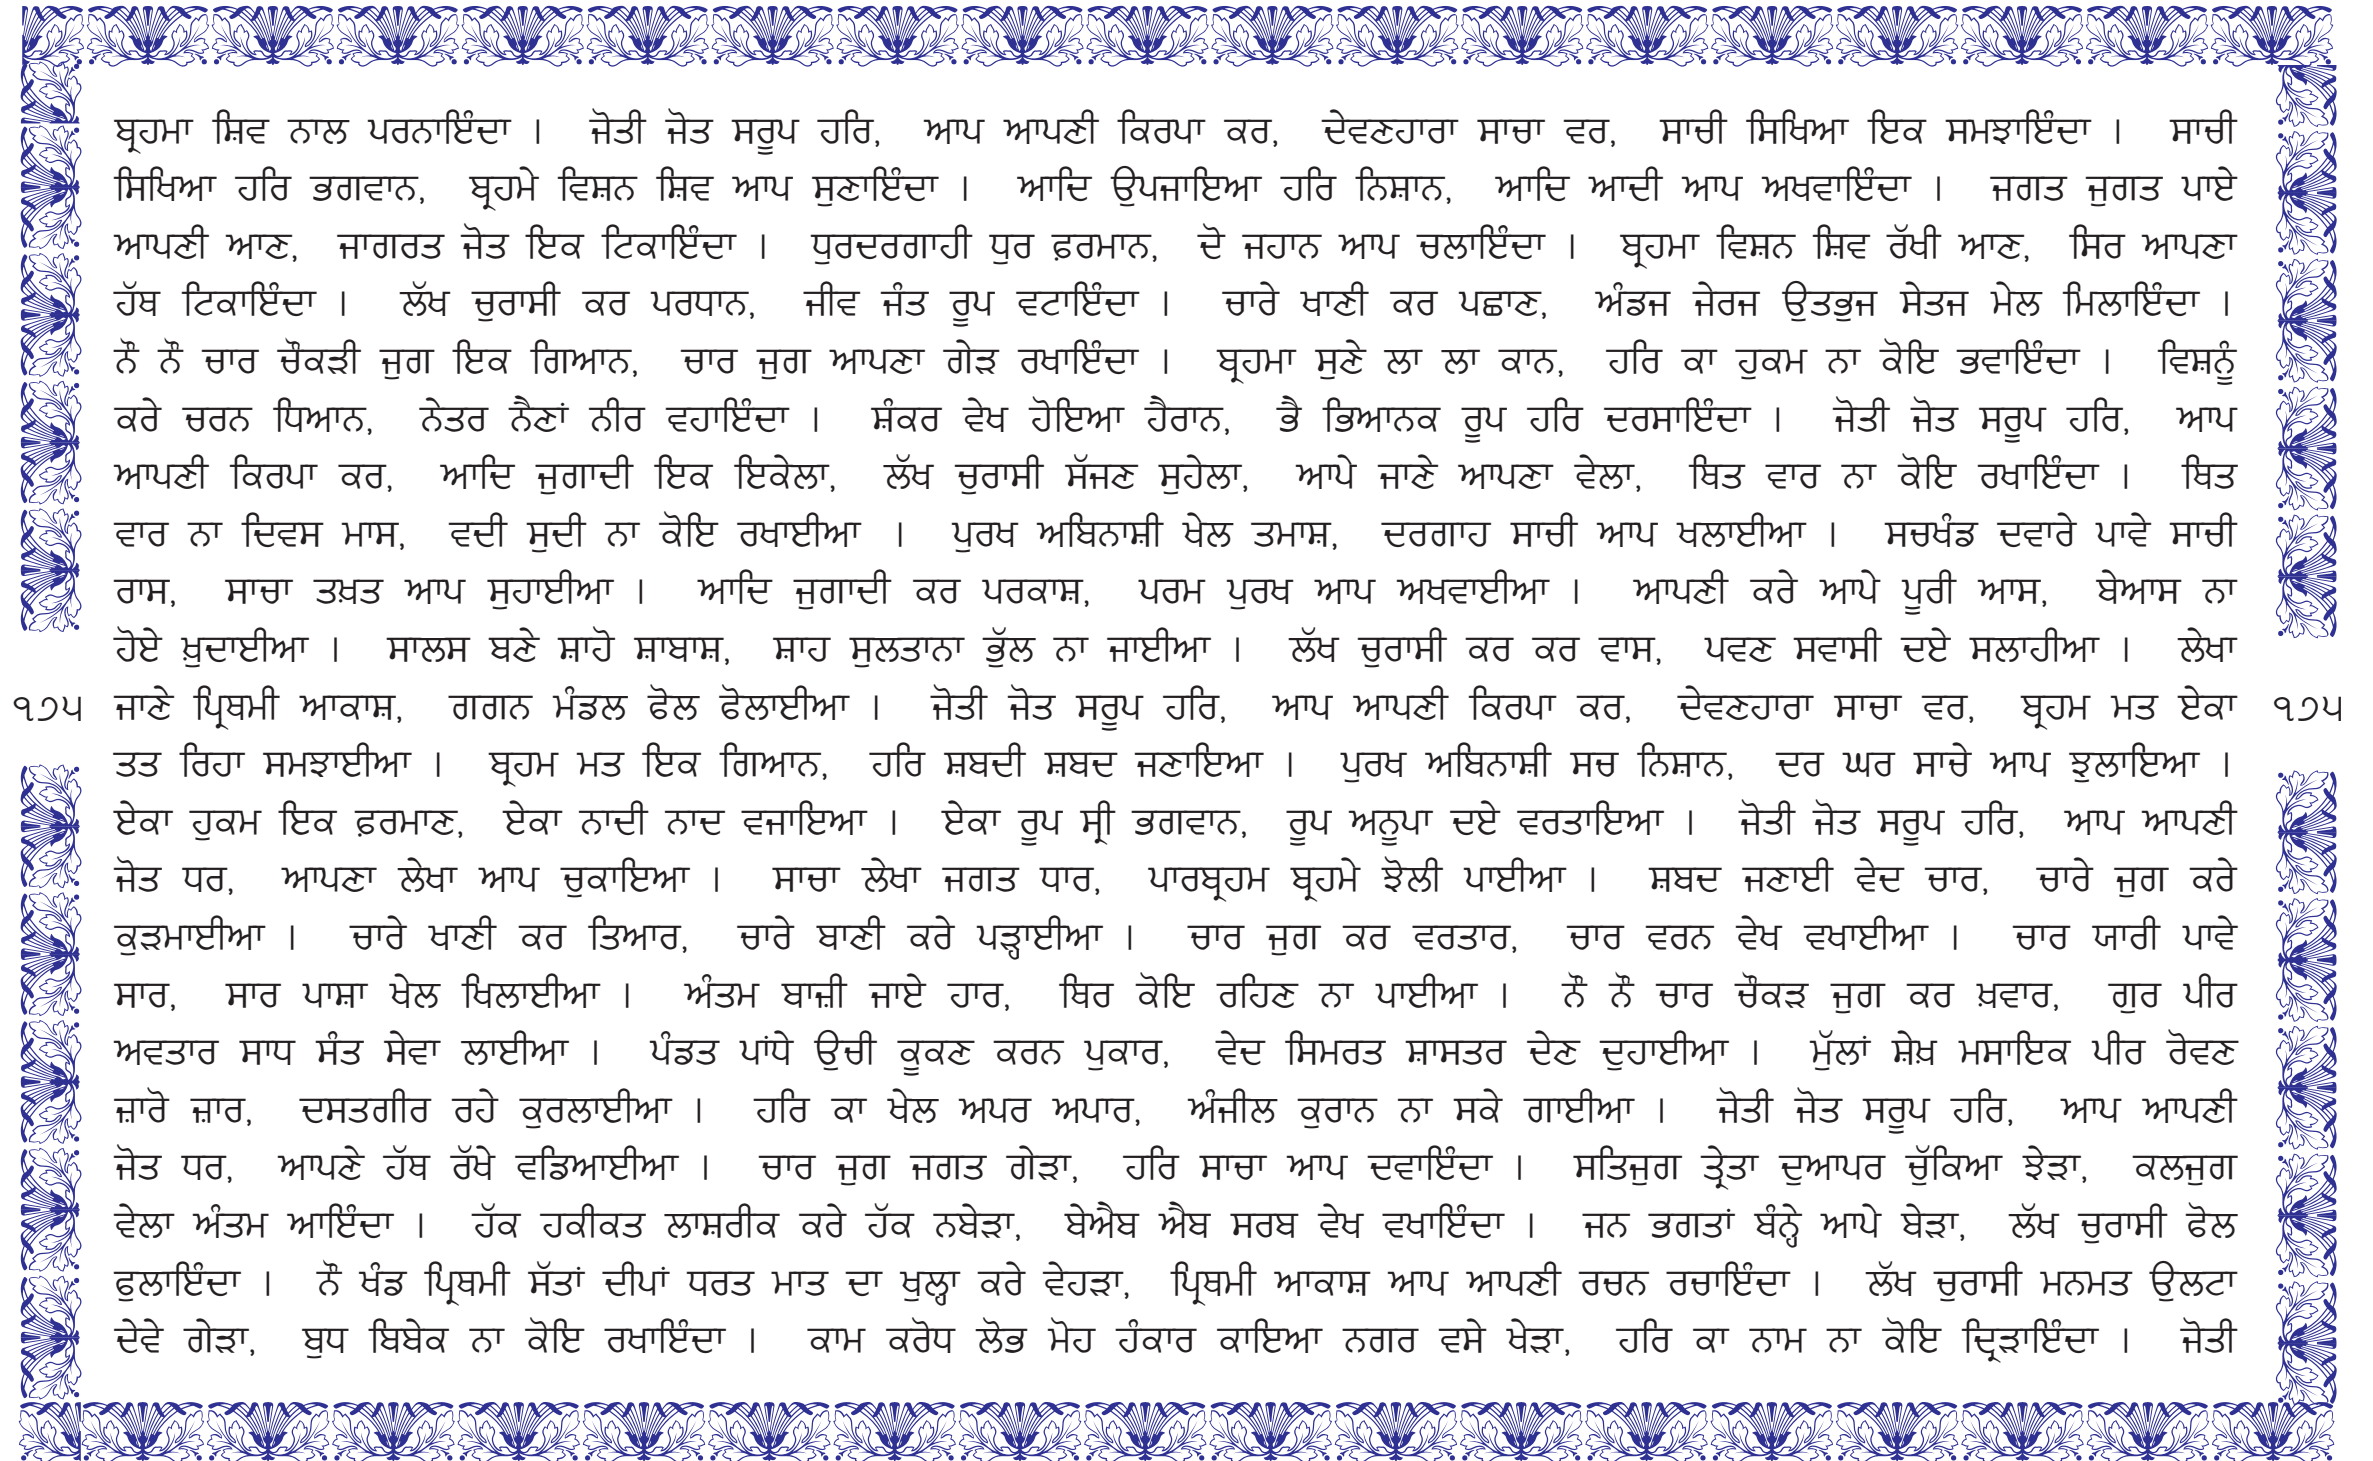 ਬ੍ਰਹਮਾ ਸ਼ਿਵ ਨਾਲ ਪਰਨਾਇੰਦਾ । ਜੋਤੀ ਜੋਤ ਸਰੂਪ ਹਰਿ, ਆਪ ਆਪਣੀ ਕਿਰਪਾ ਕਰ, ਦੇਵਣਹਾਰਾ ਸਾਚਾ ਵਰ, ਸਾਚੀ ਸਿਖਿਆ ਇਕ ਸਮਝਾਇੰਦਾ । ਸਾਚੀ
ਸਿਖਿਆ ਹਰਿ ਭਗਵਾਨ, ਬ੍ਰਹਮੇ ਵਿਸ਼ਨ ਸ਼ਿਵ ਆਪ ਸੁਣਾਇੰਦਾ । ਆਦਿ ਉਪਜਾਇਆ ਹਰਿ ਨਿਸ਼ਾਨ, ਆਦਿ ਆਦੀ ਆਪ ਅਖਵਾਇੰਦਾ । ਜਗਤ ਜੁਗਤ ਪਾਏ
ਆਪਣੀ ਆਣ, ਜਾਗਰਤ ਜੋਤ ਇਕ ਟਿਕਾਇੰਦਾ । ਧੁਰਦਰਗਾਹੀ ਧੁਰ ਫ਼ਰਮਾਨ, ਦੋ ਜਹਾਨ ਆਪ ਚਲਾਇੰਦਾ । ਬ੍ਰਹਮਾ ਵਿਸ਼ਨ ਸ਼ਿਵ ਰੱਖੀ ਆਣ, ਸਿਰ ਆਪਣਾ
ਹੱਥ ਟਿਕਾਇੰਦਾ । ਲੱਖ ਚੁਰਾਸੀ ਕਰ ਪਰਧਾਨ, ਜੀਵ ਜੰਤ ਰੂਪ ਵਟਾਇੰਦਾ । ਚਾਰੇ ਖਾਣੀ ਕਰ ਪਛਾਣ, ਅੰਡਜ ਜੇਰਜ ਉਤਭੁਜ ਸੇਤਜ ਮੇਲ ਮਿਲਾਇੰਦਾ ।
ਨੌਂ ਨੌਂ ਚਾਰ ਚੌਕੜੀ ਜੁਗ ਇਕ ਗਿਆਨ, ਚਾਰ ਜੁਗ ਆਪਣਾ ਗੇੜ ਰਖਾਇੰਦਾ । ਬ੍ਰਹਮਾ ਸੁਣੇ ਲਾ ਲਾ ਕਾਨ, ਹਰਿ ਕਾ ਹੁਕਮ ਨਾ ਕੋਇ ਭਵਾਇੰਦਾ । ਵਿਸ਼ਨੂੰ
ਕਰੇ ਚਰਨ ਧਿਆਨ, ਨੇਤਰ ਨੈਣਾਂ ਨੀਰ ਵਹਾਇੰਦਾ । ਸ਼ੰਕਰ ਵੇਖ ਹੋਇਆ ਹੈਰਾਨ, ਭੈ ਭਿਆਨਕ ਰੂਪ ਹਰਿ ਦਰਸਾਇੰਦਾ । ਜੋਤੀ ਜੋਤ ਸਰੂਪ ਹਰਿ, ਆਪ
ਆਪਣੀ ਕਿਰਪਾ ਕਰ, ਆਦਿ ਜੁਗਾਦੀ ਇਕ ਇਕੇਲਾ, ਲੱਖ ਚੁਰਾਸੀ ਸੱਜਣ ਸੁਹੇਲਾ, ਆਪੇ ਜਾਣੇ ਆਪਣਾ ਵੇਲਾ, ਥਿਤ ਵਾਰ ਨਾ ਕੋਇ ਰਖਾਇੰਦਾ । ਥਿਤ
ਵਾਰ ਨਾ ਦਿਵਸ ਮਾਸ, ਵਦੀ ਸੁਦੀ ਨਾ ਕੋਇ ਰਖਾਈਆ । ਪੁਰਖ ਅਬਿਨਾਸ਼ੀ ਖੇਲ ਤਮਾਸ਼, ਦਰਗਾਹ ਸਾਚੀ ਆਪ ਖਲਾਈਆ । ਸਚਖੰਡ ਦਵਾਰੇ ਪਾਵੇ ਸਾਚੀ
ਰਾਸ, ਸਾਚਾ ਤਖ਼ਤ ਆਪ ਸੁਹਾਈਆ । ਆਦਿ ਜੁਗਾਦੀ ਕਰ ਪਰਕਾਸ਼, ਪਰਮ ਪੁਰਖ ਆਪ ਅਖਵਾਈਆ । ਆਪਣੀ ਕਰੇ ਆਪੇ ਪੂਰੀ ਆਸ, ਬੇਆਸ ਨਾ
ਹੋਏ ਖ਼ੁਦਾਈਆ । ਸਾਲਸ ਬਣੇ ਸ਼ਾਹੋ ਸ਼ਾਬਾਸ਼, ਸ਼ਾਹ ਸੁਲਤਾਨਾ ਭੁੱਲ ਨਾ ਜਾਈਆ । ਲੱਖ ਚੁਰਾਸੀ ਕਰ ਕਰ ਵਾਸ, ਪਵਣ ਸਵਾਸੀ ਦਏ ਸਲਾਹੀਆ । ਲੇਖਾ
੧੭੫ ਜਾਣੇ ਪ੍ਰਿਥਮੀ ਆਕਾਸ਼, ਗਗਨ ਮੰਡਲ ਫੋਲ ਫੋਲਾਈਆ । ਜੋਤੀ ਜੋਤ ਸਰੂਪ ਹਰਿ, ਆਪ ਆਪਣੀ ਕਿਰਪਾ ਕਰ, ਦੇਵਣਹਾਰਾ ਸਾਚਾ ਵਰ, ਬ੍ਰਹਮ ਮਤ ਏਕਾ ੧੭੫
ਤਤ ਰਿਹਾ ਸਮਝਾਈਆ । ਬ੍ਰਹਮ ਮਤ ਇਕ ਗਿਆਨ, ਹਰਿ ਸ਼ਬਦੀ ਸ਼ਬਦ ਜਣਾਇਆ । ਪੁਰਖ ਅਬਿਨਾਸ਼ੀ ਸਚ ਨਿਸ਼ਾਨ, ਦਰ ਘਰ ਸਾਚੇ ਆਪ ਝੁਲਾਇਆ ।
ਏਕਾ ਹੁਕਮ ਇਕ ਫ਼ਰਮਾਣ, ਏਕਾ ਨਾਦੀ ਨਾਦ ਵਜਾਇਆ । ਏਕਾ ਰੂਪ ਸ੍ਰੀ ਭਗਵਾਨ, ਰੂਪ ਅਨੂਪਾ ਦਏ ਵਰਤਾਇਆ । ਜੋਤੀ ਜੋਤ ਸਰੂਪ ਹਰਿ, ਆਪ ਆਪਣੀ
ਜੋਤ ਧਰ, ਆਪਣਾ ਲੇਖਾ ਆਪ ਚੁਕਾਇਆ । ਸਾਚਾ ਲੇਖਾ ਜਗਤ ਧਾਰ, ਪਾਰਬ੍ਰਹਮ ਬ੍ਰਹਮੇ ਝੋਲੀ ਪਾਈਆ । ਸ਼ਬਦ ਜਣਾਈ ਵੇਦ ਚਾਰ, ਚਾਰੇ ਜੁਗ ਕਰੇ
ਕੁੜਮਾਈਆ । ਚਾਰੇ ਖਾਣੀ ਕਰ ਤਿਆਰ, ਚਾਰੇ ਬਾਣੀ ਕਰੇ ਪੜ੍ਹਾਈਆ । ਚਾਰ ਜੁਗ ਕਰ ਵਰਤਾਰ, ਚਾਰ ਵਰਨ ਵੇਖ ਵਖਾਈਆ । ਚਾਰ ਯਾਰੀ ਪਾਵੇ
ਸਾਰ, ਸਾਰ ਪਾਸ਼ਾ ਖੇਲ ਖਿਲਾਈਆ । ਅੰਤਮ ਬਾਜ਼ੀ ਜਾਏ ਹਾਰ, ਥਿਰ ਕੋਇ ਰਹਿਣ ਨਾ ਪਾਈਆ । ਨੌਂ ਨੌਂ ਚਾਰ ਚੌਕੜ ਜੁਗ ਕਰ ਖ਼ਵਾਰ, ਗੁਰ ਪੀਰ
ਅਵਤਾਰ ਸਾਧ ਸੰਤ ਸੇਵਾ ਲਾਈਆ । ਪੰਡਤ ਪਾਂਧੇ ਉਚੀ ਕੂਕਣ ਕਰਨ ਪੁਕਾਰ, ਵੇਦ ਸਿਮਰਤ ਸ਼ਾਸਤਰ ਦੇਣ ਦੁਹਾਈਆ । ਮੁੱਲਾਂ ਸ਼ੇਖ਼ ਮਸਾਇਕ ਪੀਰ ਰੋਵਣ
ਜ਼ਾਰੋ ਜ਼ਾਰ, ਦਸਤਗੀਰ ਰਹੇ ਕੁਰਲਾਈਆ । ਹਰਿ ਕਾ ਖੇਲ ਅਪਰ ਅਪਾਰ, ਅੰਜੀਲ ਕੁਰਾਨ ਨਾ ਸਕੇ ਗਾਈਆ । ਜੋਤੀ ਜੋਤ ਸਰੂਪ ਹਰਿ, ਆਪ ਆਪਣੀ
ਜੋਤ ਧਰ, ਆਪਣੇ ਹੱਥ ਰੱਖੇ ਵਡਿਆਈਆ । ਚਾਰ ਜੁਗ ਜਗਤ ਗੇੜਾ, ਹਰਿ ਸਾਚਾ ਆਪ ਦਵਾਇੰਦਾ । ਸਤਿਜੁਗ ਤ੍ਰੇਤਾ ਦੁਆਪਰ ਚੁੱਕਿਆ ਝੇੜਾ, ਕਲਜੁਗ
ਵੇਲਾ ਅੰਤਮ ਆਇੰਦਾ । ਹੱਕ ਹਕੀਕਤ ਲਾਸ਼ਰੀਕ ਕਰੇ ਹੱਕ ਨਬੇੜਾ, ਬੇਐਬ ਐਬ ਸਰਬ ਵੇਖ ਵਖਾਇੰਦਾ । ਜਨ ਭਗਤਾਂ ਬੰਨ੍ਹੇ ਆਪੇ ਬੇੜਾ, ਲੱਖ ਚੁਰਾਸੀ ਫੋਲ
ਫੁਲਾਇੰਦਾ । ਨੌਂ ਖੰਡ ਪ੍ਰਿਥਮੀ ਸੱਤਾਂ ਦੀਪਾਂ ਧਰਤ ਮਾਤ ਦਾ ਖੁਲ੍ਹਾ ਕਰੇ ਵੇਹੜਾ, ਪ੍ਰਿਥਮੀ ਆਕਾਸ਼ ਆਪ ਆਪਣੀ ਰਚਨ ਰਚਾਇੰਦਾ । ਲੱਖ ਚੁਰਾਸੀ ਮਨਮਤ ਉਲਟਾ
ਦੇਵੇ ਗੇੜਾ, ਬੁਧ ਬਿਬੇਕ ਨਾ ਕੋਇ ਰਖਾਇੰਦਾ । ਕਾਮ ਕਰੋਧ ਲੋਭ ਮੋਹ ਹੰਕਾਰ ਕਾਇਆ ਨਗਰ ਵਸੇ ਖੇੜਾ, ਹਰਿ ਕਾ ਨਾਮ ਨਾ ਕੋਇ ਦ੍ਰਿੜਾਇੰਦਾ । ਜੋਤੀ